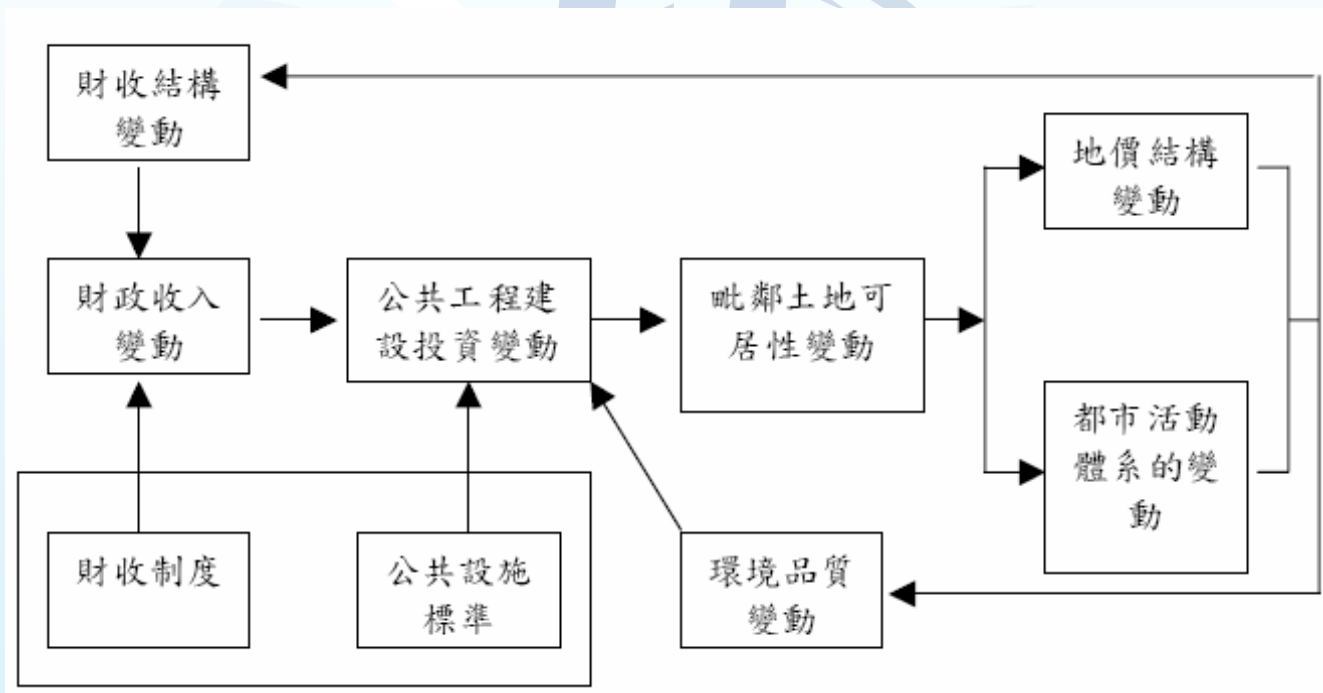 財收結構
變動
地價結構
變動
財政收入
變動
公共工程建
設投資變動
毗鄰土地可
居性變動
都市活動
體系的變
動
財收制度
公共設施
標準
環境品質
變動